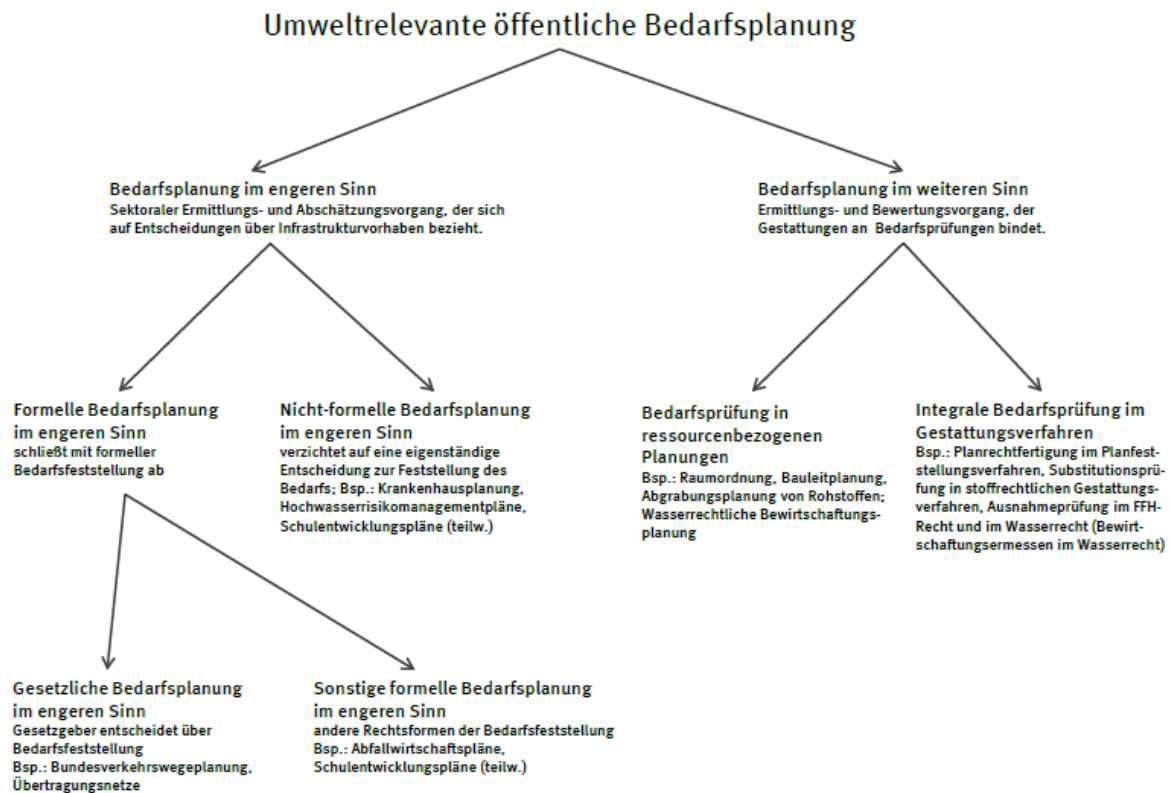 Umweltrelevante öffentliche Bedarfsplanung
Bedarfsplanung im engeren Sinn
Sektoraler Ermittlungs- und Abschätzungsvorgang, der sich
auf Entscheidungen über Infrastrukturvorhaben bezieht.
Bedarfsplanung im weiteren Sinn
Ermittlungs- und Bewertungsvorgang, der
Gestattungen an Bedarfsprüfungen bindet.
Formelle Bedarfsplanung
im engeren Sinn
schließt mit formeller
Bedarfsfeststellung ab
Nicht-formelle Bedarfsplanung
im engeren Sinn
verzichtet auf eine eigenständige
Entscheidung zur Feststellung des
Bedarfs; Bsp.: Krankenhausplanung,
Hochwasserrisikomanagementpläne,
Schulentwicklungspläne (teilw.)
Bedarfsprüfung in
ressourcenbezogenen
Planungen
Bsp.: Raumordnung, Bauleitplanung,
Abgrabungsplanung von Rohstoffen;
Wasserrechtliche Bewirtschaftungs-
planung
Integrale Bedarfsprüfung im
Gestattungsverfahren
Bsp.: Planrechtfertigung im Planfest-
stellungsverfahren, Substitutionsprü-
fung in stoffrechtlichen Gestattungs-
verfahren, Ausnahmeprüfung im FFH-
Recht und im Wasserrecht (Bewirt-
schaftungsermessen im Wasserrecht)
Gesetzliche Bedarfsplanung
im engeren Sinn
Gesetzgeber entscheidet über
Bedarfsfeststellung
Bsp.: Bundesverkehrswegeplanung,
Übertragungsnetze
Sonstige formelle Bedarfsplanung
im engeren Sinn
andere Rechtsformen der Bedarfsfeststellung
Bsp.: Abfallwirtschaftspläne,
Schulentwicklungspläne (teilw.)